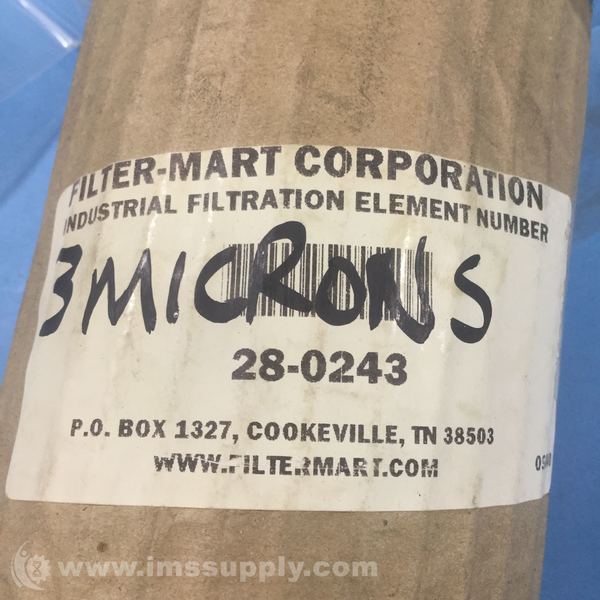 FILTER-MART CORPORATION
INDUSTRIAL FILTRATION ELEMENT NUMBER
3 MICRONS
28-0243
P.O. BOX 1327, COOKEVILLE, TN 38503
WWW.FILTERMART.COM
www.imssupply.com